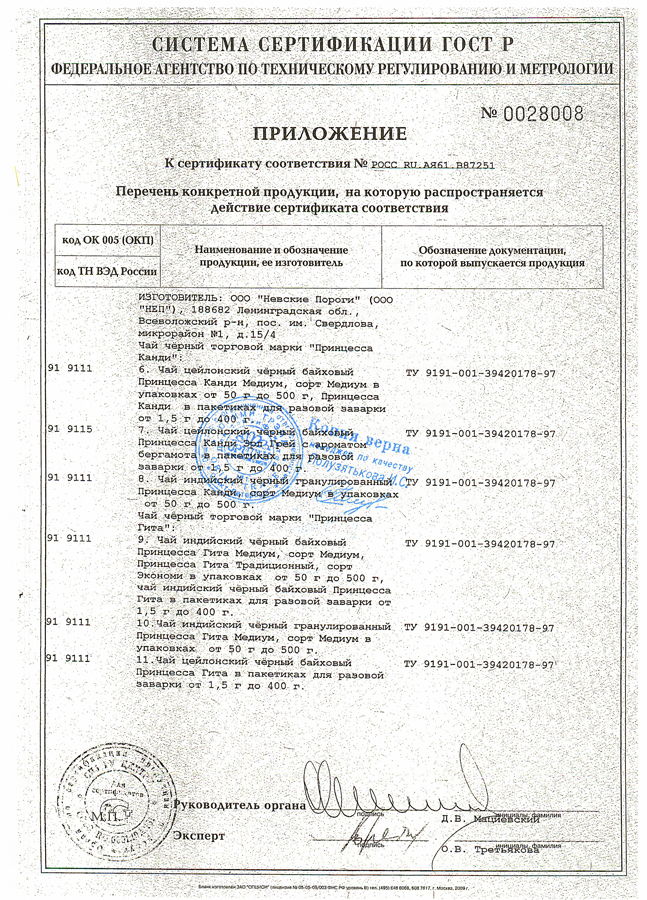 СИСТЕМА СЕРТИФИКАЦИИ ГОСТ Р
ФЕДЕРАЛЬНОЕ АГЕНТСТВО ПО ТЕХНИЧЕСКОМУ РЕГУЛИРОВАНИЮ И МЕТРОЛОГИИ
№ 0028008
ПРИЛОЖЕНИЕ
К сертификату соответствия № РОСС RU.АЯ61.В87251
Перечень конкретной продукции, на которую распространяется
действие сертификата соответствия
код ОК 005 (ОКП)
код ТН ВЭД России
Наименование и обозначение
продукции, ее изготовитель
Обозначение документации,
по которой выпускается продукция
ИЗГОТОВИТЕЛЬ: ООО "Невские Пороги" (ООО
"НЕП"), 188682 Ленинградская обл.,
Всеволожский р-н, пос. им. Свердлова,
микрорайон №1, д.15/4
Чай чёрный торговой марки "Принцесса
Канди":
91 9111 6. Чай цейлонский чёрный байховый ТУ 9191-001-39420178-97
Принцесса Канди Медиум, сорт Медиум в
упаковках от 50 г до 500 г, Принцесса
Канди в пакетиках для разовой заварки
от 1,5 г до 400 г.
91 9115 7. Чай цейлонский чёрный байховый ТУ 9191-001-39420178-97
Принцесса Канди Эрл Грей с ароматом
бергамота в пакетиках для разовой
заварки от 1,5 г до 400 г.
91 9111 8. Чай индийский чёрный гранулированный ТУ 9191-001-39420178-97
Принцесса Канди, сорт Медиум в упаковках
от 50 г до 500 г.
Чай чёрный торговой марки "Принцесса
Гита":
91 9111 9. Чай индийский чёрный байховый ТУ 9191-001-39420178-97
Принцесса Гита Медиум, сорт Медиум,
Принцесса Гита Традиционный, сорт
Экономи в упаковках от 50 г до 500 г,
чай индийский чёрный байховый Принцесса
Гита в пакетиках для разовой заварки от
1,5 г до 400 г.
91 9111 10.Чай индийский чёрный гранулированный ТУ 9191-001-39420178-97
Принцесса Гита Медиум, сорт Медиум в
упаковках от 50 г до 500 г.
91 9111 11.Чай цейлонский чёрный байховый ТУ 9191-001-39420178-97
Принцесса Гита в пакетиках для разовой
заварки от 1,5 г до 400 г.
Копия верна
менеджер по качеству
Полузятькова И.С.
Для
сертификатов
М.П.
Руководитель органа
подпись
Д.В. Мациевский
инициалы, фамилия
Эксперт
подпись
О.В. Третьякова
инициалы, фамилия